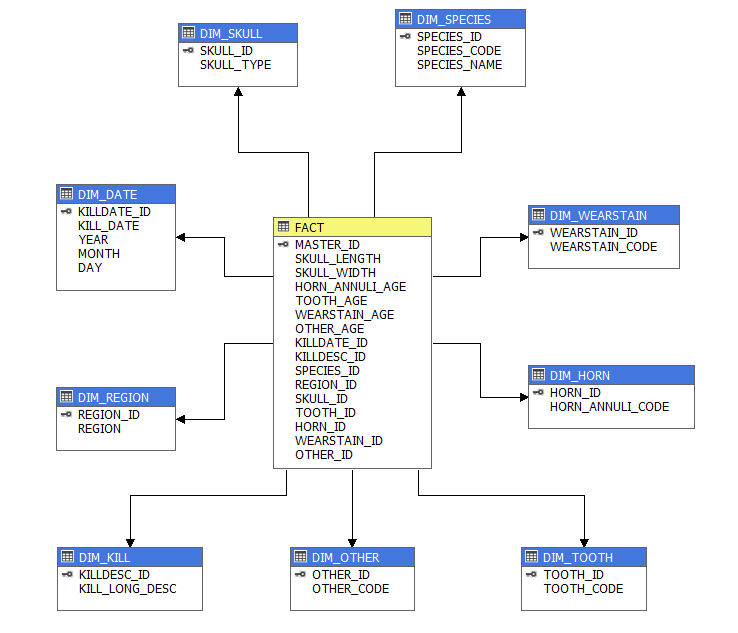 DIM_SKULL
SKULL_ID
SKULL_TYPE
DIM_SPECIES
SPECIES_ID
SPECIES_CODE
SPECIES_NAME
DIM_DATE
KILLDATE_ID
KILL_DATE
YEAR
MONTH
DAY
FACT
MASTER_ID
SKULL_LENGTH
SKULL_WIDTH
HORN_ANNULI_AGE
TOOTH_AGE
WEARSTAIN_AGE
OTHER_AGE
KILLDATE_ID
KILLDESC_ID
SPECIES_ID
REGION_ID
SKULL_ID
TOOTH_ID
HORN_ID
WEARSTAIN_ID
OTHER_ID
DIM_WEARSTAIN
WEARSTAIN_ID
WEARSTAIN_CODE
DIM_REGION
REGION_ID
REGION
DIM_HORN
HORN_ID
HORN_ANNULI_CODE
DIM_KILL
KILLDESC_ID
KILL_LONG_DESC
DIM_OTHER
OTHER_ID
OTHER_CODE
DIM_TOOTH
TOOTH_ID
TOOTH_CODE